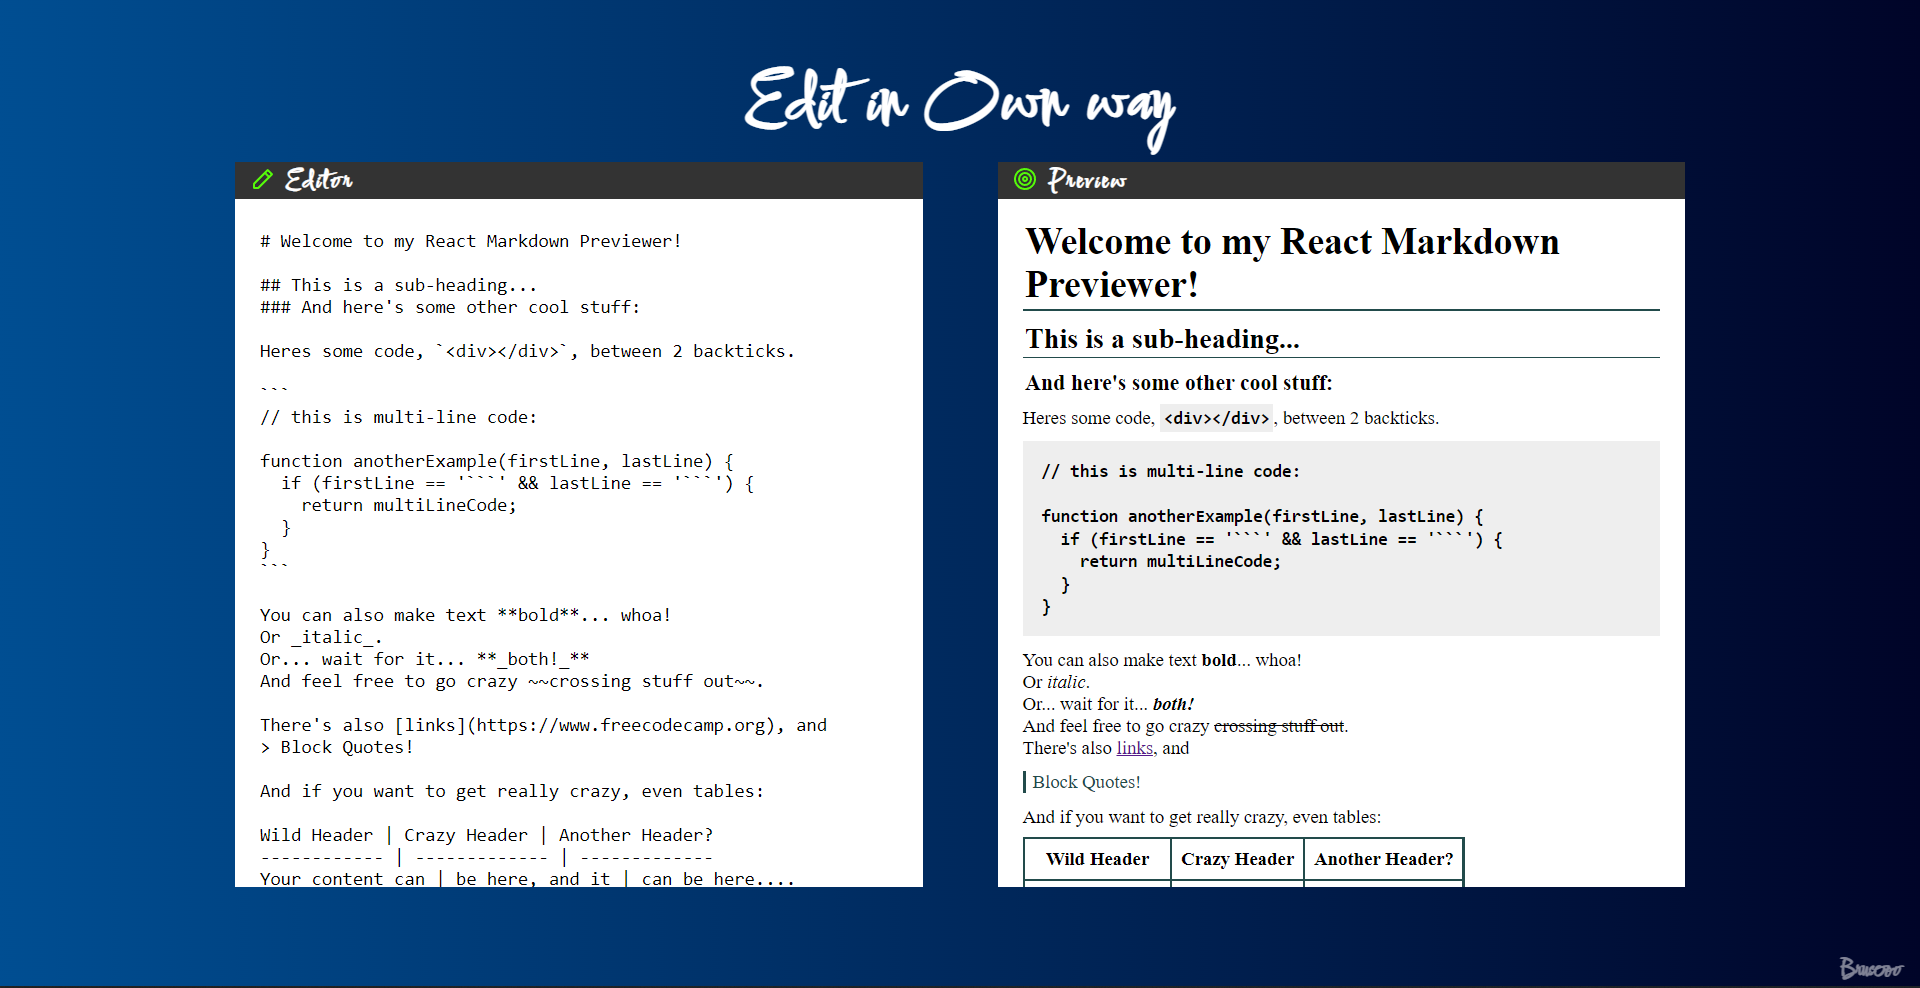 Edit in Own way
Editor
# Welcome to my React Markdown Previewer!
## This is a sub-heading...
### And here's some other cool stuff:
Heres some code, `<div></div>`, between 2 backticks.
```
// this is multi-line code:
function anotherExample(firstLine, lastLine) {
  if (firstLine == '```' && lastLine == '```') {
    return multiLineCode;
  }
}
```
You can also make text **bold**... whoa!
Or _italic_.
Or... wait for it... **_both!_**
And feel free to go crazy ~~crossing stuff out~~.
There's also [links](https://www.freecodecamp.org), and
> Block Quotes!
And if you want to get really crazy, even tables:
Wild Header | Crazy Header | Another Header?
------------ | ------------- | -------------
Your content can | be here, and it | can be here....
Preview
Welcome to my React Markdown
Previewer!
This is a sub-heading...
And here's some other cool stuff:
Heres some code, <div></div>, between 2 backticks.
// this is multi-line code:
function anotherExample(firstLine, lastLine) {
  if (firstLine == '```' && lastLine == '```') {
    return multiLineCode;
  }
}
You can also make text bold... whoa!
Or italic.
Or... wait for it... both!
And feel free to go crazy crossing stuff out.
There's also links, and
Block Quotes!
And if you want to get really crazy, even tables:
Wild Header Crazy Header Another Header?